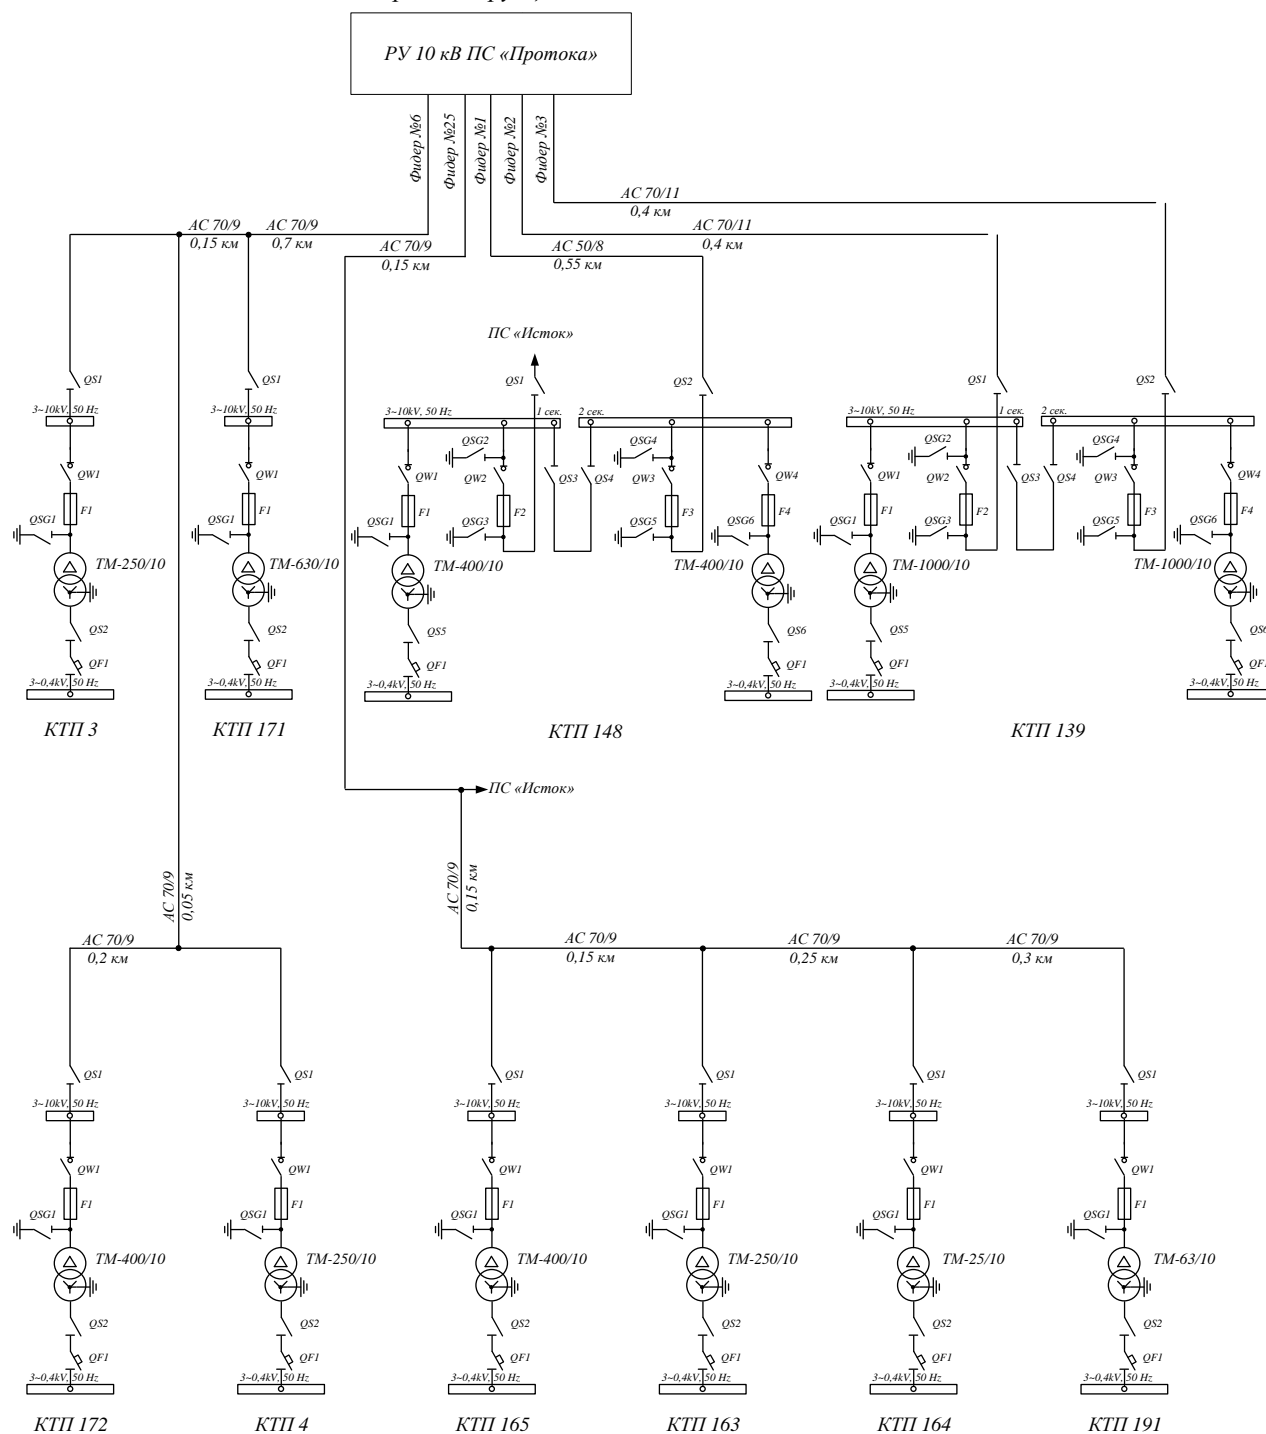 РУ 10 кВ ПС «Протока»
Фидер №6
Фидер №25
Фидер №1
Фидер №2
Фидер №3
АС 70/11
0,4 км
АС 70/9
0,15 км
АС 70/9
0,7 км
АС 70/9
0,15 км
АС 50/8
0,55 км
АС 70/11
0,4 км
ПС «Исток»
QS1
3~10kV, 50 Hz
QW1
F1
QSG1
ТМ-250/10
QS2
QF1
3~0,4kV, 50 Hz
КТП 3
QS1
3~10kV, 50 Hz
QW1
F1
QSG1
ТМ-630/10
QS2
QF1
3~0,4kV, 50 Hz
КТП 171
QS1
QS2
3~10kV, 50 Hz
1 сек.
2 сек.
QSG2
QSG4
QW1
QW2
QS3
QS4
QW3
QW4
F1
F2
F3
F4
QSG1
QSG3
QSG5
QSG6
ТМ-400/10
ТМ-400/10
QS5
QS6
QF1
QF1
3~0,4kV, 50 Hz
3~0,4kV, 50 Hz
КТП 148
QS1
QS2
3~10kV, 50 Hz
1 сек.
2 сек.
QSG2
QSG4
QW1
QW2
QS3
QS4
QW3
QW4
F1
F2
F3
F4
QSG1
QSG3
QSG5
QSG6
ТМ-1000/10
ТМ-1000/10
QS5
QS6
QF1
QF1
3~0,4kV, 50 Hz
3~0,4kV, 50 Hz
КТП 139
ПС «Исток»
АС 70/9
0,05 км
АС 70/9
0,15 км
АС 70/9
0,2 км
АС 70/9
0,15 км
АС 70/9
0,25 км
АС 70/9
0,3 км
QS1
3~10kV, 50 Hz
QW1
F1
QSG1
ТМ-400/10
QS2
QF1
3~0,4kV, 50 Hz
КТП 172
QS1
3~10kV, 50 Hz
QW1
F1
QSG1
ТМ-250/10
QS2
QF1
3~0,4kV, 50 Hz
КТП 4
QS1
3~10kV, 50 Hz
QW1
F1
QSG1
ТМ-400/10
QS2
QF1
3~0,4kV, 50 Hz
КТП 165
QS1
3~10kV, 50 Hz
QW1
F1
QSG1
ТМ-250/10
QS2
QF1
3~0,4kV, 50 Hz
КТП 163
QS1
3~10kV, 50 Hz
QW1
F1
QSG1
ТМ-25/10
QS2
QF1
3~0,4kV, 50 Hz
КТП 164
QS1
3~10kV, 50 Hz
QW1
F1
QSG1
ТМ-63/10
QS2
QF1
3~0,4kV, 50 Hz
КТП 191